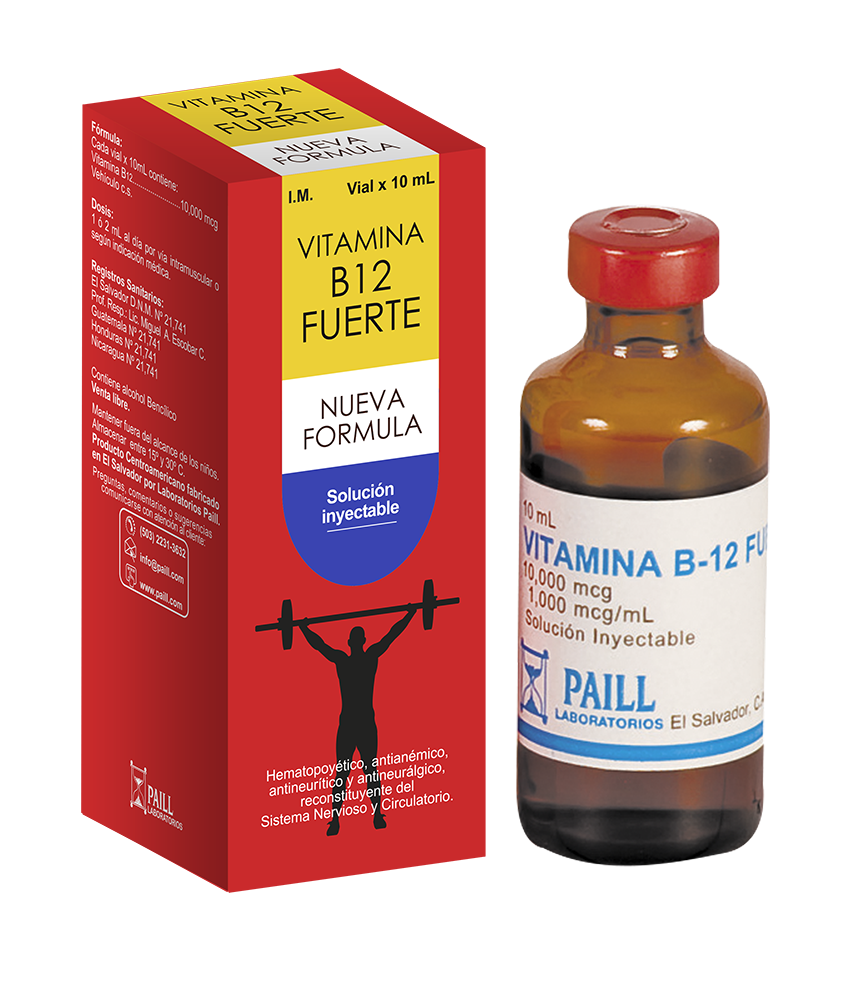 VITAMINA
B12
FUERTE
NUEVA
FORMULA
Fórmula:
Cada vial x 10mL contiene:
Vitamina B12....................10,000 mcg
Vehículo c.s.
Dosis:
1 ó 2 mL al día por vía intramuscular o
según indicación médica.
Registros Sanitarios:
El Salvador D.N.M. Nº 21,741
Prof. Resp.: Lic. Miguel A. Escobar C.
Guatemala Nº 21,741
Honduras Nº 21,741
Nicaragua Nº 21,741
Contiene alcohol Bencílico
Venta libre.
Mantener fuera del alcance de los niños.
Almacenar entre 15º y 30º C
Producto Centroamericano fabricado
en El Salvador por Laboratorios Paill.
Preguntas, comentarios o sugerencias
comunicarse con atención al cliente:
(503) 2231-3632
info@paill.com
www.paill.com
PAILL
LABORATORIOS
I.M. Vial x 10 mL
VITAMINA
B12
FUERTE
NUEVA
FORMULA
Solución
inyectable
Hematopoyético, antianémico,
antineurítico y antineurálgico,
reconstituyente del
Sistema Nervioso y Circulatorio.
10 mL
VITAMINA B-12 FU
10,000 mcg
1,000 mcg/mL
Solución Inyectable
PAILL
LABORATORIOS El Salvador, C.A